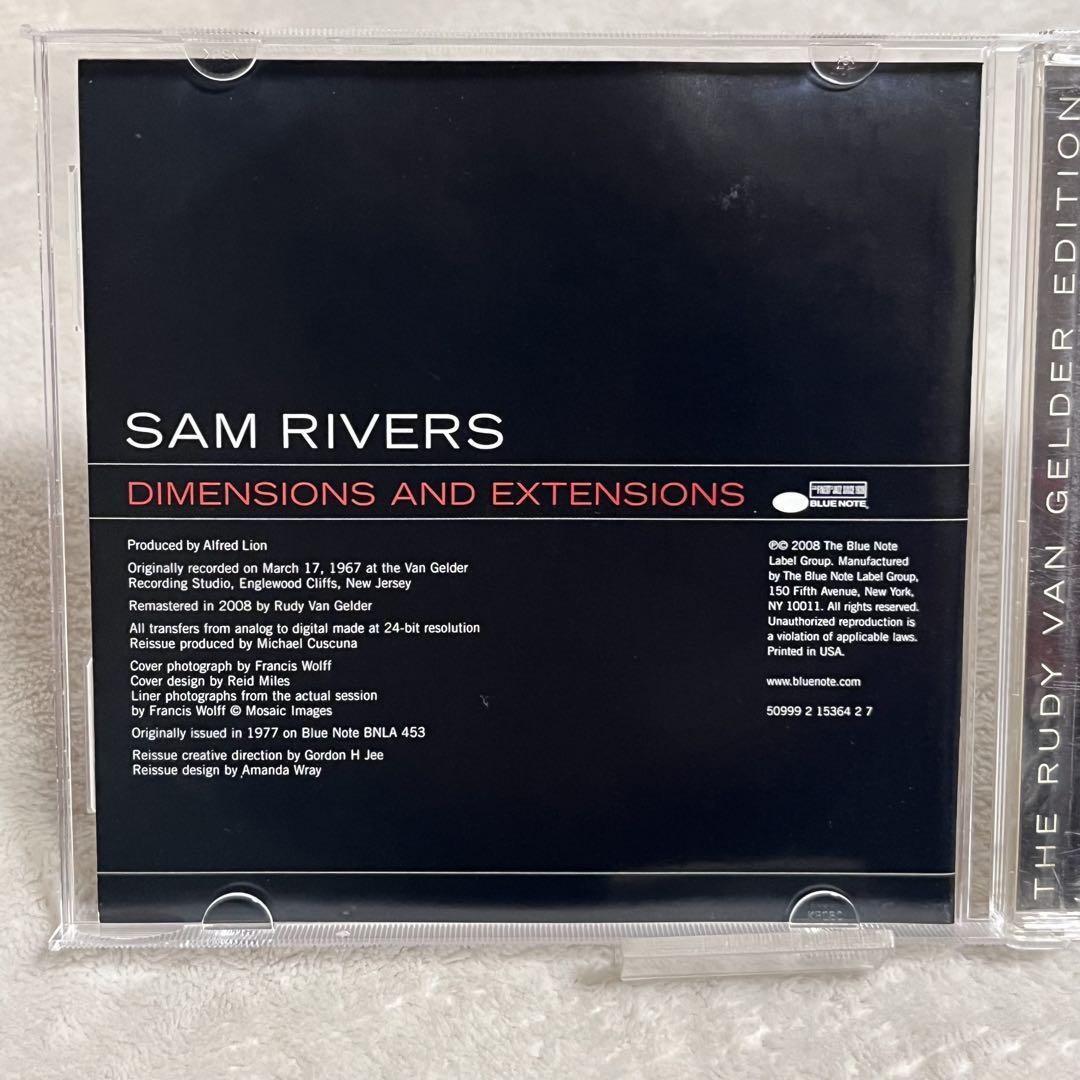 SAM RIVERS
DIMENSIONS AND EXTENSIONS
BLUE NOTE
Produced by Alfred Lion
Originally recorded on March 17, 1967 at the Van Gelder
Recording Studio, Englewood Cliffs, New Jersey
Remastered in 2008 by Rudy Van Gelder
All transfers from analog to digital made at 24-bit resolution
Reissue produced by Michael Cuscuna
Cover photograph by Francis Wolff
Cover design by Reid Miles
Liner photographs from the actual session
by Francis Wolff © Mosaic Images
Originally issued in 1977 on Blue Note BNLA 453
Reissue creative direction by Gordon H Jee
Reissue design by Amanda Wray
℗© 2008 The Blue Note
Label Group. Manufactured
by The Blue Note Label Group,
150 Fifth Avenue, New York,
NY 10011. All rights reserved.
Unauthorized reproduction is
a violation of applicable laws.
Printed in USA.
www.bluenote.com
50999 2 15364 2 7
THE RUDY VAN GELDER EDITION